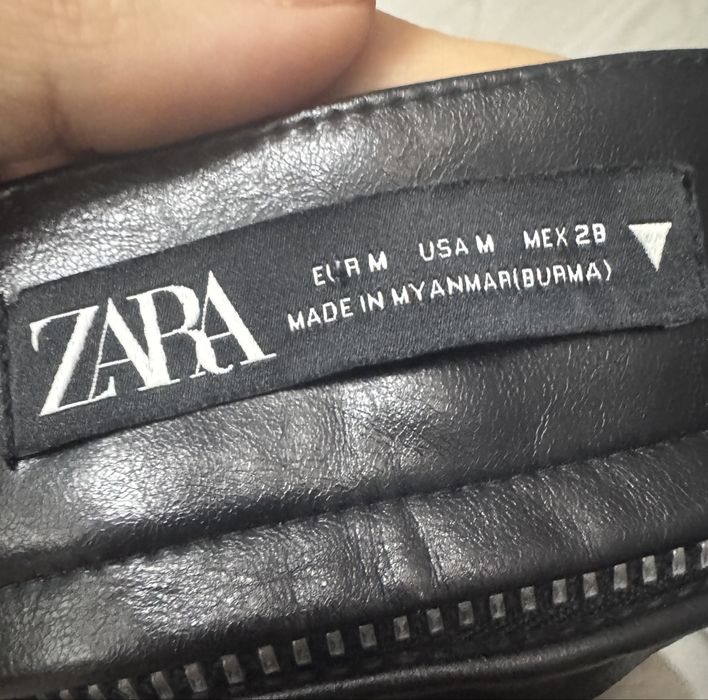 ZARA
EUR M USA M MEX 28
MADE IN MYANMAR(BURMA)